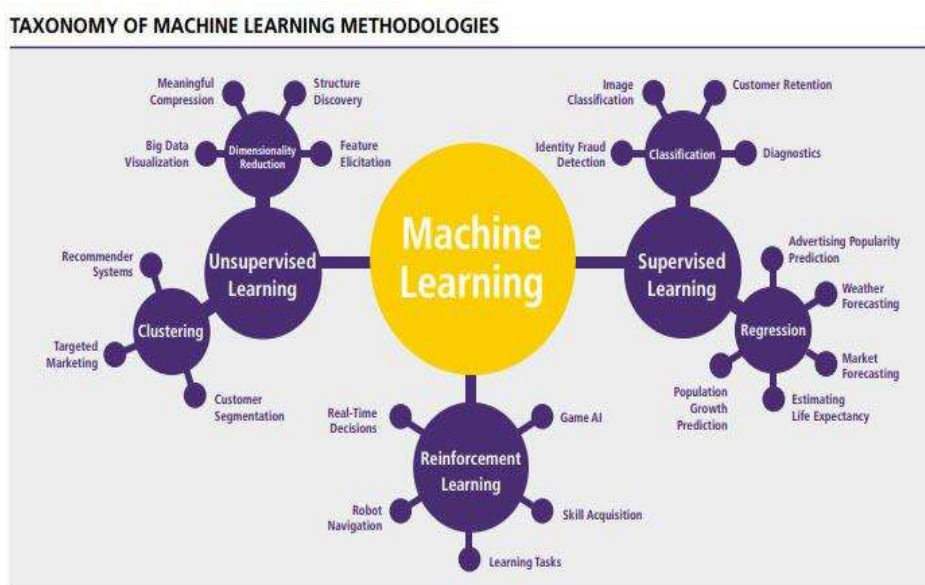 TAXONOMY OF MACHINE LEARNING METHODOLOGIES
Meaningful
Compression
Structure
Discovery
Big Data
Visualization
Dimensionality
Reduction
Feature
Elicitation
Unsupervised
Learning
Recommender
Systems
Clustering
Targeted
Marketing
Customer
Segmentation
Machine
Learning
Image
Classification
Customer Retention
Identity Fraud
Detection
Classification
Diagnostics
Supervised
Learning
Advertising Popularity
Prediction
Weather
Forecasting
Regression
Market
Forecasting
Population
Growth
Prediction
Estimating
Life Expectancy
Real-Time
Decisions
Game AI
Reinforcement
Learning
Robot
Navigation
Skill Acquisition
Learning Tasks